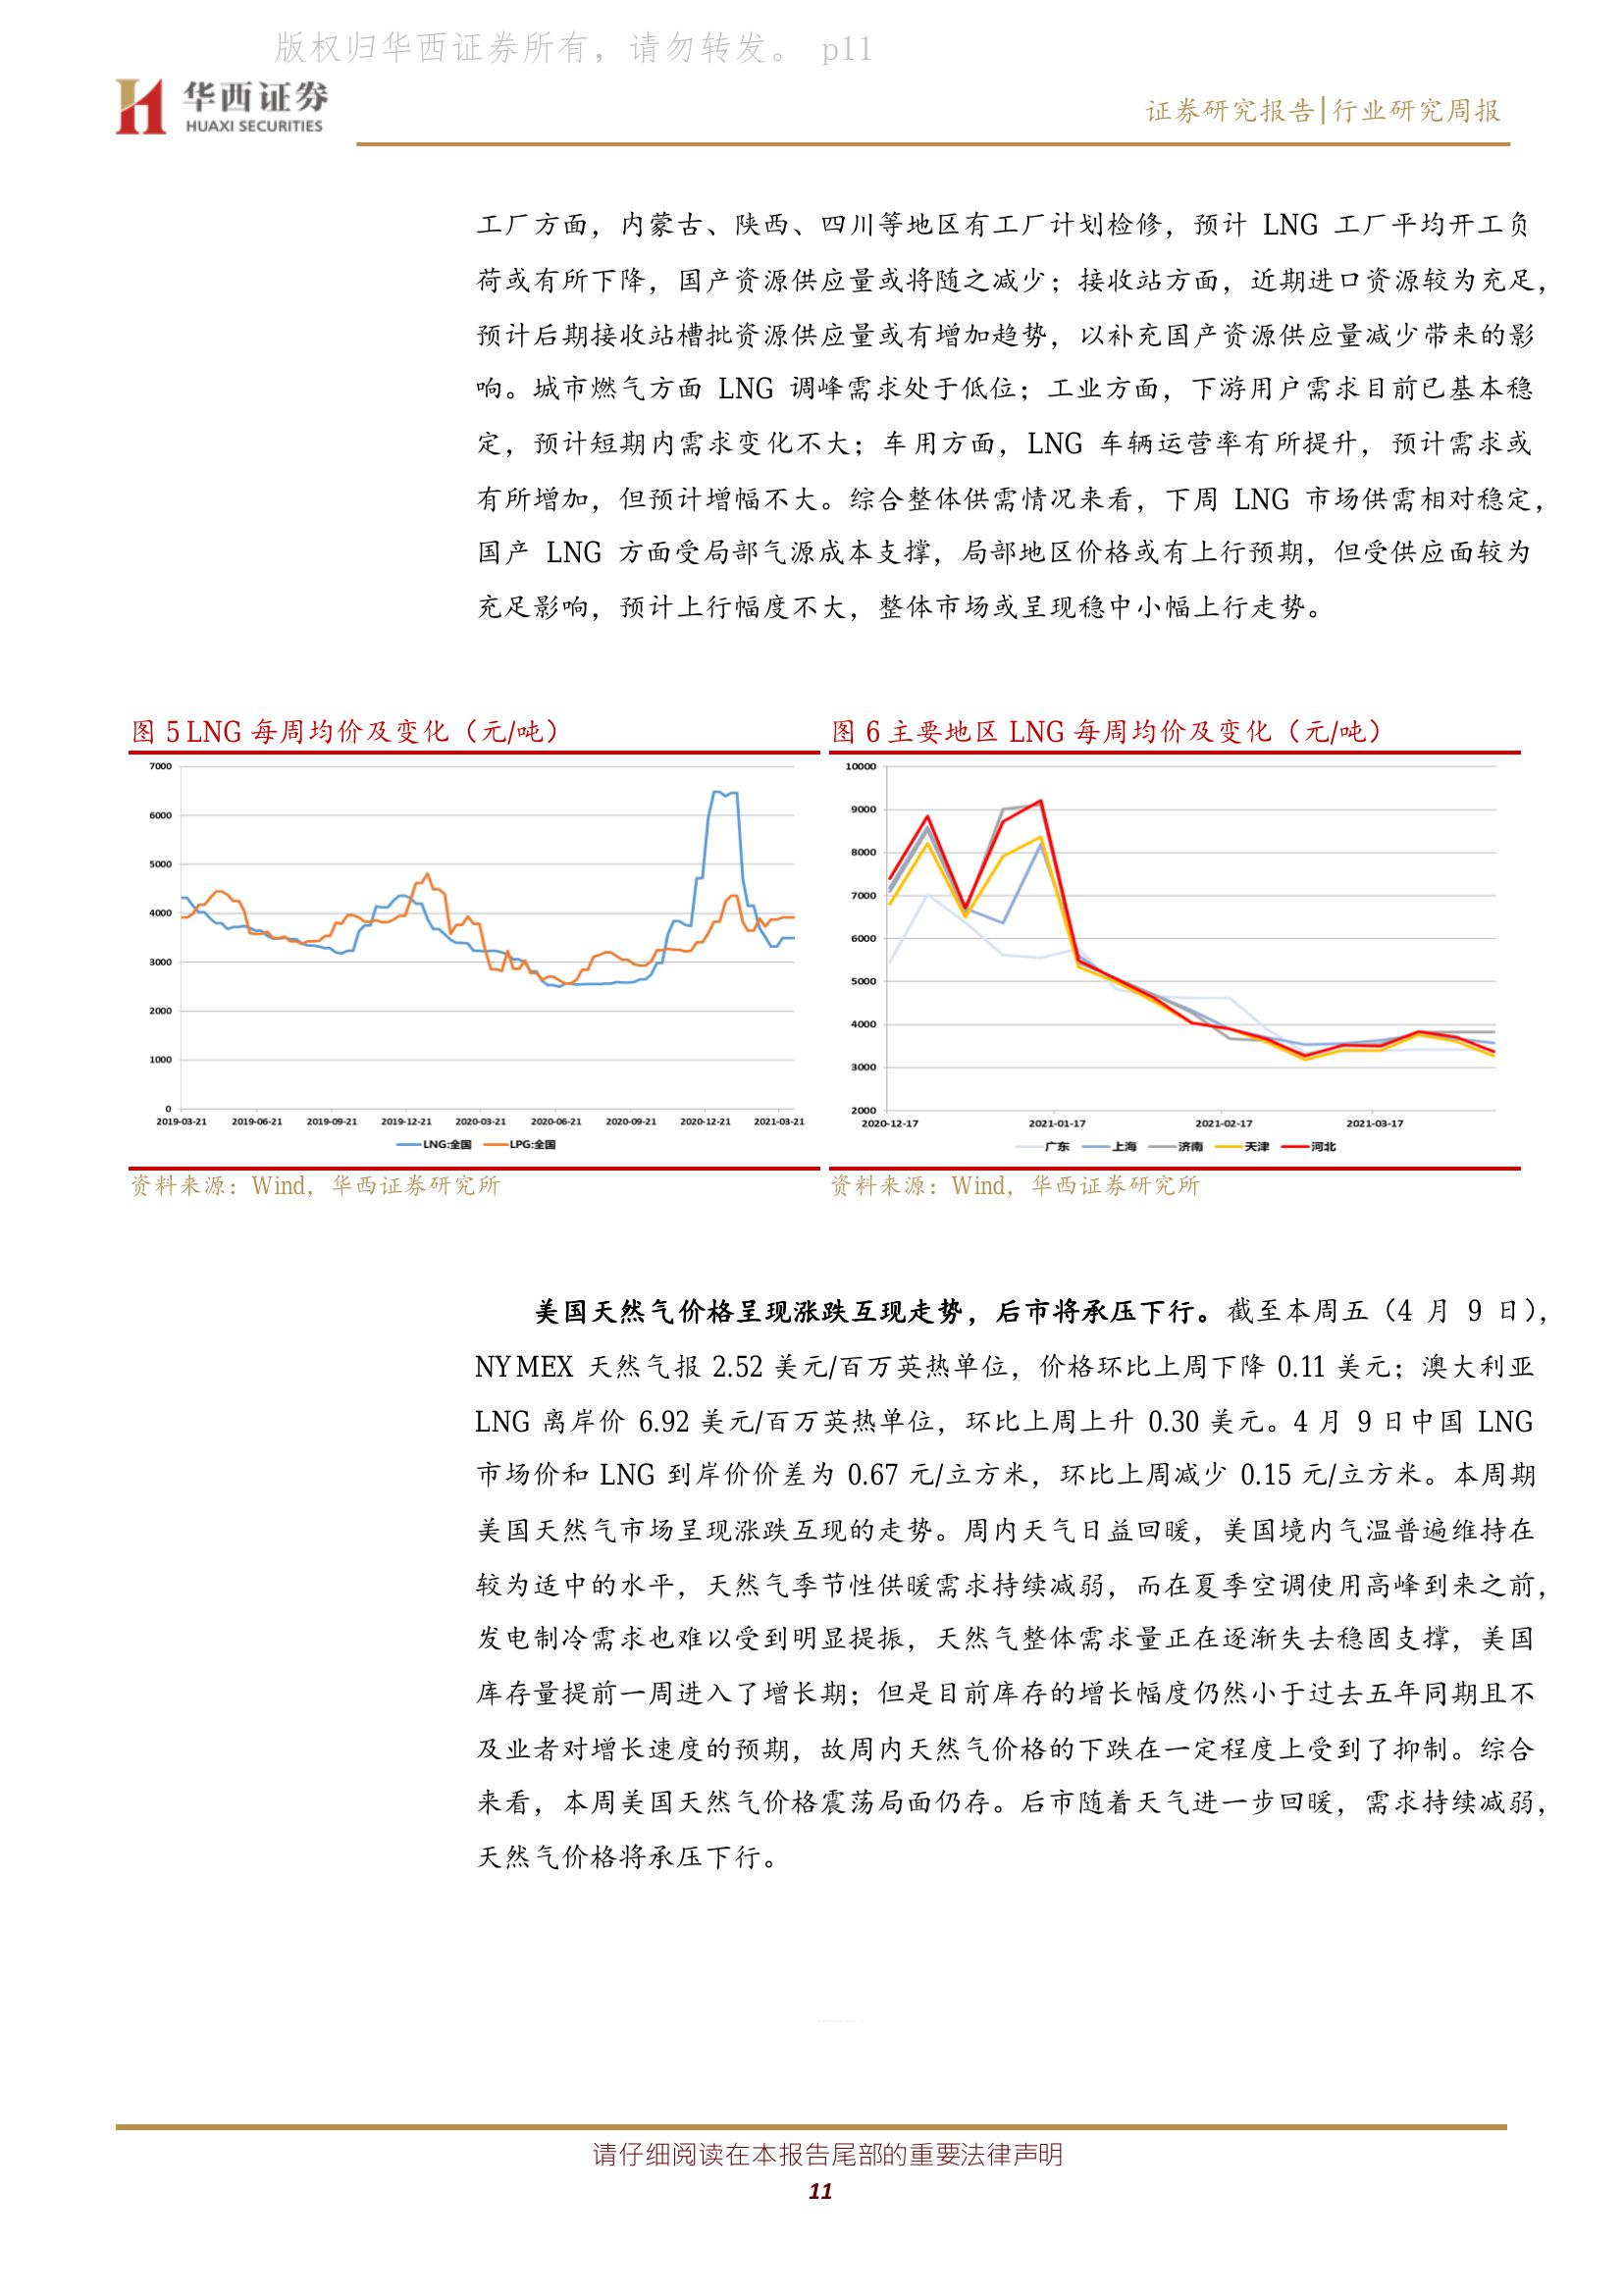 版权归华西证券所有，请勿转发。 p11
华西证券
HUAXI SECURITIES
证券研究报告|行业研究周报
工厂方面，内蒙古、陕西、四川等地区有工厂计划检修，预计 LNG 工厂平均开工负
荷或有所下降，国产资源供应量或将随之减少；接收站方面，近期进口资源较为充足，
预计后期接收站槽批资源供应量或有增加趋势，以补充国产资源供应量减少带来的影
响。城市燃气方面 LNG 调峰需求处于低位；工业方面，下游用户需求目前已基本稳
定，预计短期内需求变化不大；车用方面，LNG 车辆运营率有所提升，预计需求或
有所增加，但预计增幅不大。综合整体供需情况来看，下周 LNG 市场供需相对稳定，
国产 LNG 方面受局部气源成本支撑，局部地区价格或有上行预期，但受供应面较为
充足影响，预计上行幅度不大，整体市场或呈现稳中小幅上行走势。
图 5 LNG 每周均价及变化（元/吨）
7000
6000
5000
4000
3000
2000
1000
0
2019-03-21 2019-06-21 2019-09-21 2019-12-21 2020-03-21 2020-06-21 2020-09-21 2020-12-21 2021-03-21
LNG:全国 LPG:全国
资料来源：Wind，华西证券研究所
图 6 主要地区 LNG 每周均价及变化（元/吨）
10000
9000
8000
7000
6000
5000
4000
3000
2000
2020-12-17 2021-01-17 2021-02-17 2021-03-17
广东 上海 济南 天津 河北
资料来源：Wind，华西证券研究所
美国天然气价格呈现涨跌互现走势，后市将承压下行。截至本周五（4 月 9 日），
NYMEX 天然气报 2.52 美元/百万英热单位，价格环比上周下降 0.11 美元；澳大利亚
LNG 离岸价 6.92 美元/百万英热单位，环比上周上升 0.30 美元。4 月 9 日中国 LNG
市场价和 LNG 到岸价价差为 0.67 元/立方米，环比上周减少 0.15 元/立方米。本周期
美国天然气市场呈现涨跌互现的走势。周内天气日益回暖，美国境内气温普遍维持在
较为适中的水平，天然气季节性供暖需求持续减弱，而在夏季空调使用高峰到来之前，
发电制冷需求也难以受到明显提振，天然气整体需求量正在逐渐失去稳固支撑，美国
库存量提前一周进入了增长期；但是目前库存的增长幅度仍然小于过去五年同期且不
及业者对增长速度的预期，故周内天然气价格的下跌在一定程度上受到了抑制。综合
来看，本周美国天然气价格震荡局面仍存。后市随着天气进一步回暖，需求持续减弱，
天然气价格将承压下行。
请仔细阅读在本报告尾部的重要法律声明
11